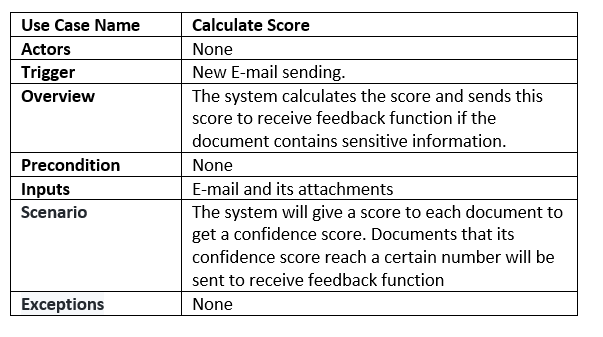 Use Case Name Calculate Score
Actors None
Trigger New E-mail sending.
Overview The system calculates the score and sends this
score to receive feedback function if the
document contains sensitive information.
Precondition None
Inputs E-mail and its attachments
Scenario The system will give a score to each document to
get a confidence score. Documents that its
confidence score reach a certain number will be
sent to receive feedback function
Exceptions None